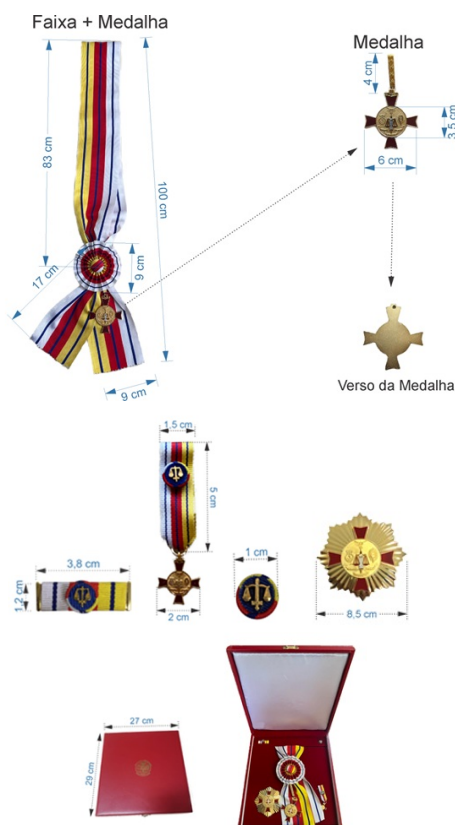 Faixa + Medalha
Medalha
4 cm
3,5 cm
6 cm
83 cm
100 cm
17 cm
9 cm
9 cm
Verso da Medalha
1,5 cm
5 cm
3,8 cm
1,2 cm
2 cm
1 cm
8,5 cm
27 cm
29 cm